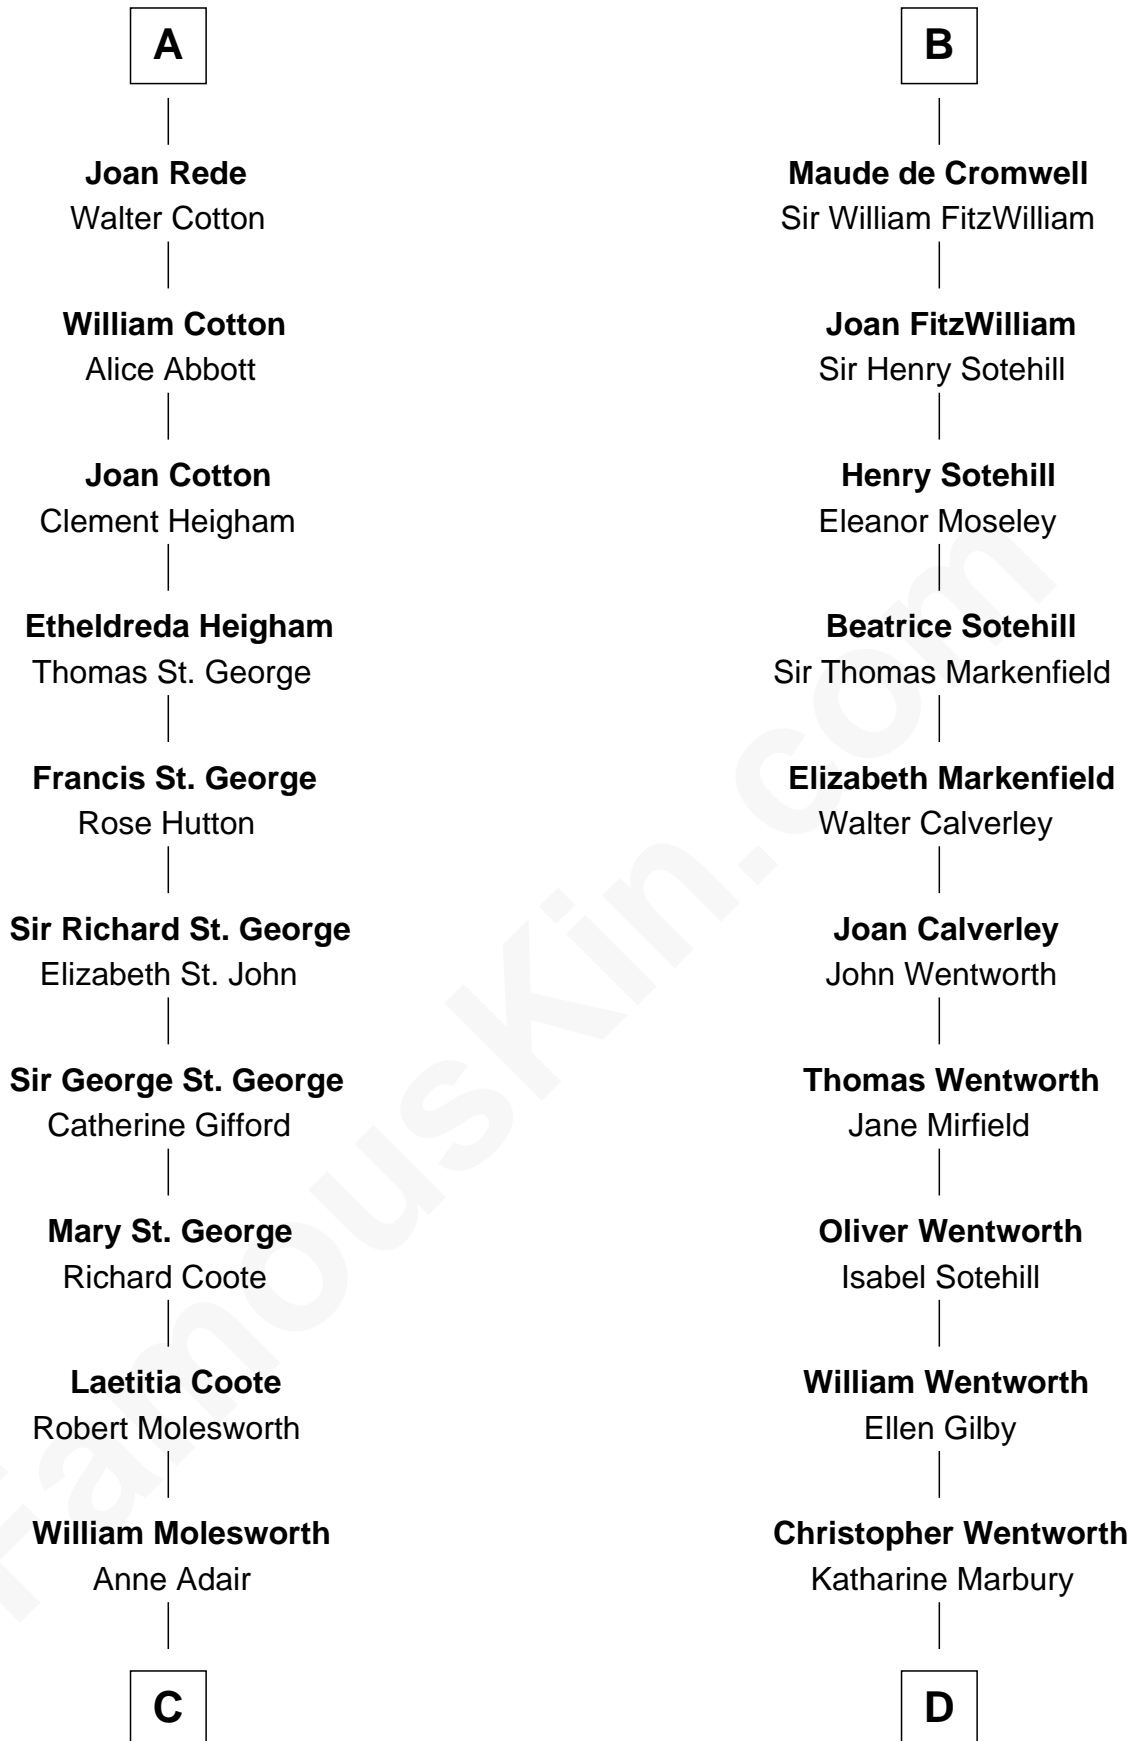 A
Joan Rede
Walter Cotton
William Cotton
Alice Abbott
Joan Cotton
Clement Heigham
Etheldreda Heigham
Thomas St. George
Francis St. George
Rose Hutton
Sir Richard St. George
Elizabeth St. John
Sir George St. George
Catherine Gifford
Mary St. George
Richard Coote
Laetitia Coote
Robert Molesworth
William Molesworth
Anne Adair
C
B
Maude de Cromwell
Sir William FitzWilliam
Joan FitzWilliam
Sir Henry Sotehill
Henry Sotehill
Eleanor Moseley
Beatrice Sotehill
Sir Thomas Markenfield
Elizabeth Markenfield
Walter Calverley
Joan Calverley
John Wentworth
Thomas Wentworth
Jane Mirfield
Oliver Wentworth
Isabel Sotehill
William Wentworth
Ellen Gilby
Christopher Wentworth
Katharine Marbury
D
FamousKin.com